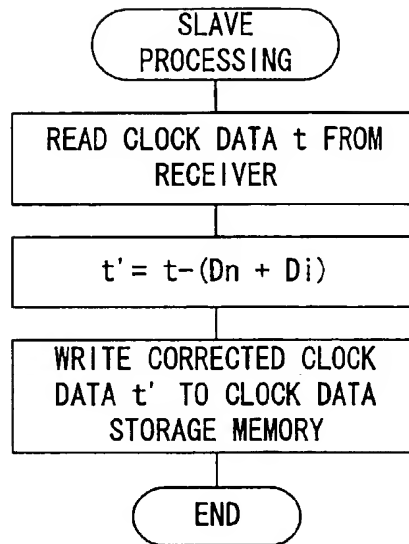 SLAVE
PROCESSING
READ CLOCK DATA t FROM
RECEIVER
t'= t-(Dn + Di)
WRITE CORRECTED CLOCK
DATA t' TO CLOCK DATA
STORAGE MEMORY
END